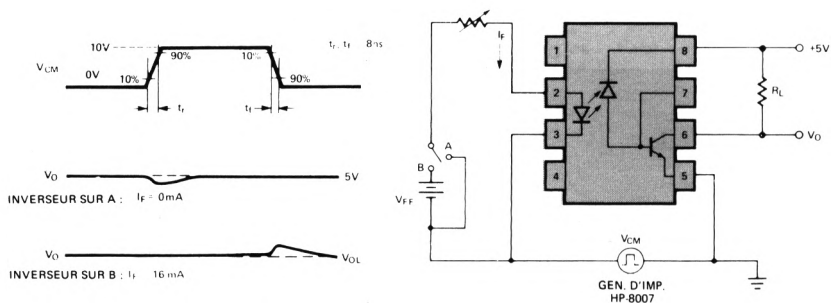 10V
90%
10%
tr, tf 8ns
VCM
0V
10%
90%
tr
tf
VO
5V
INVERSEUR SUR A : IF = 0mA
VO
VOL
INVERSEUR SUR B : IF 16 mA
IF
1
8
+5V
2
7
RL
3
6
VO
A
B
4
5
VFF
VCM
GEN. D'IMP.
HP-8007